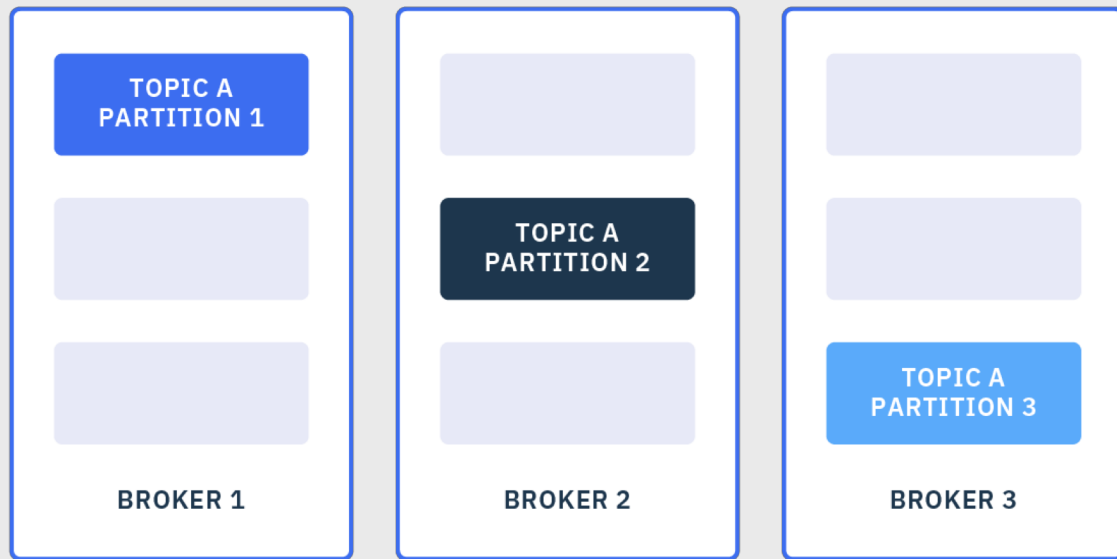 TOPIC A
PARTITION 1
TOPIC A
PARTITION 2
TOPIC A
PARTITION 3
BROKER 1
BROKER 2
BROKER 3